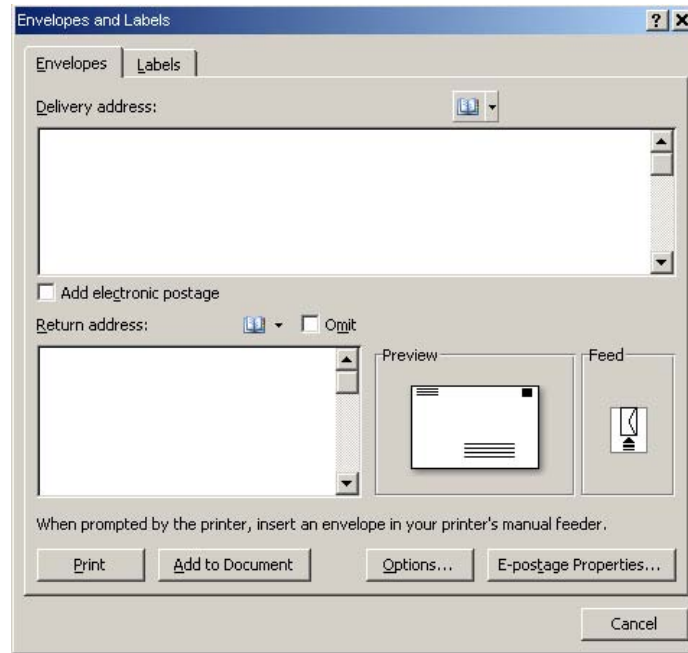 Envelopes and Labels
Envelopes Labels
Delivery address:
Add electronic postage
Return address: Omit
Preview Feed
When prompted by the printer, insert an envelope in your printer's manual feeder.
Print Add to Document Options... E-postage Properties...
Cancel